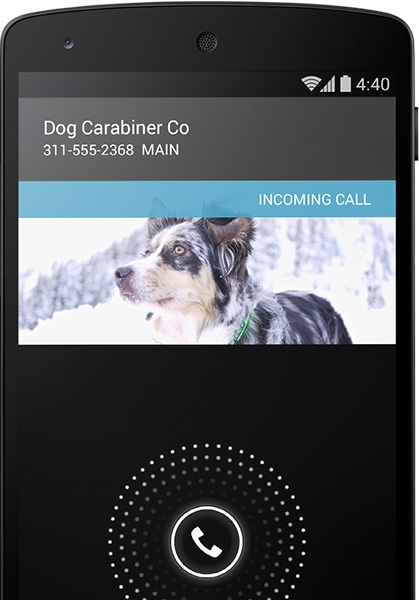 4:40
Dog Carabiner Co
311-555-2368 MAIN
INCOMING CALL